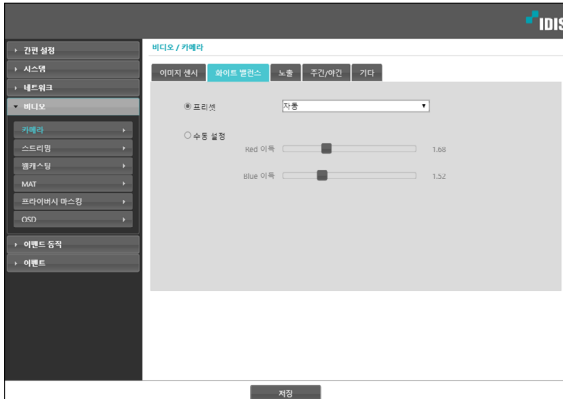 IDIS
간편 설정
시스템
네트워크
비디오
카메라
스트리밍
웹캐스팅
MAT
프라이버시 마스킹
OSD
이벤트 동작
이벤트
비디오 / 카메라
이미지 센서 화이트 밸런스 노출 주간/야간 기타
프리셋 자동
수동 설정
Red 이득 1.68
Blue 이득 1.52
저장